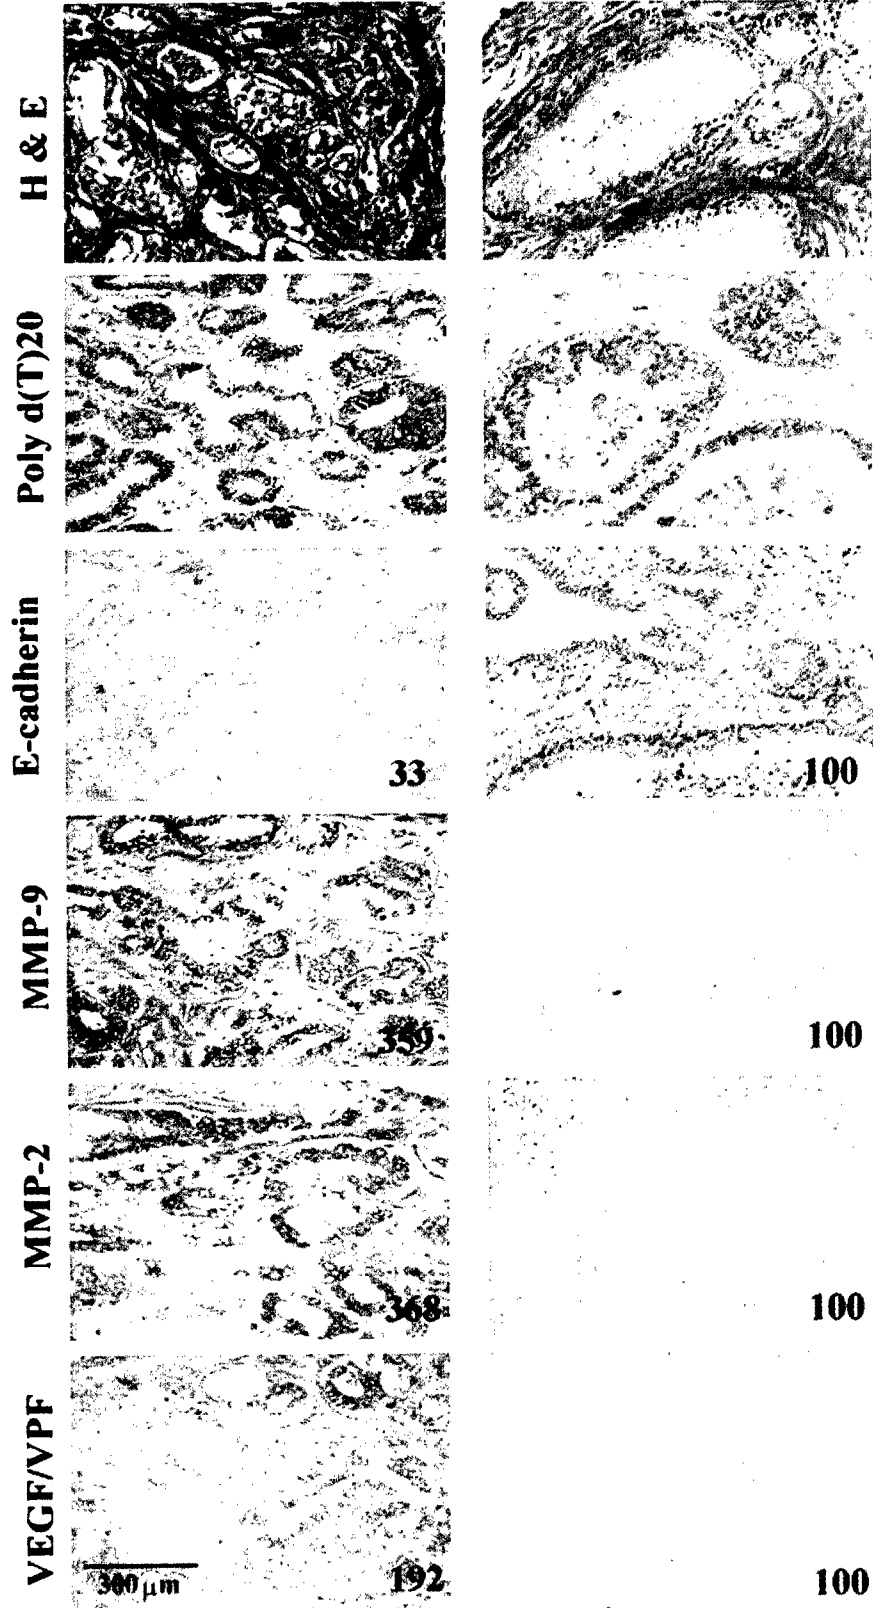 H & E
Poly d(T)20
E-cadherin
33
100
MMP-9
359
100
MMP-2
368
100
VEGF/VPF
300 μm
192
100